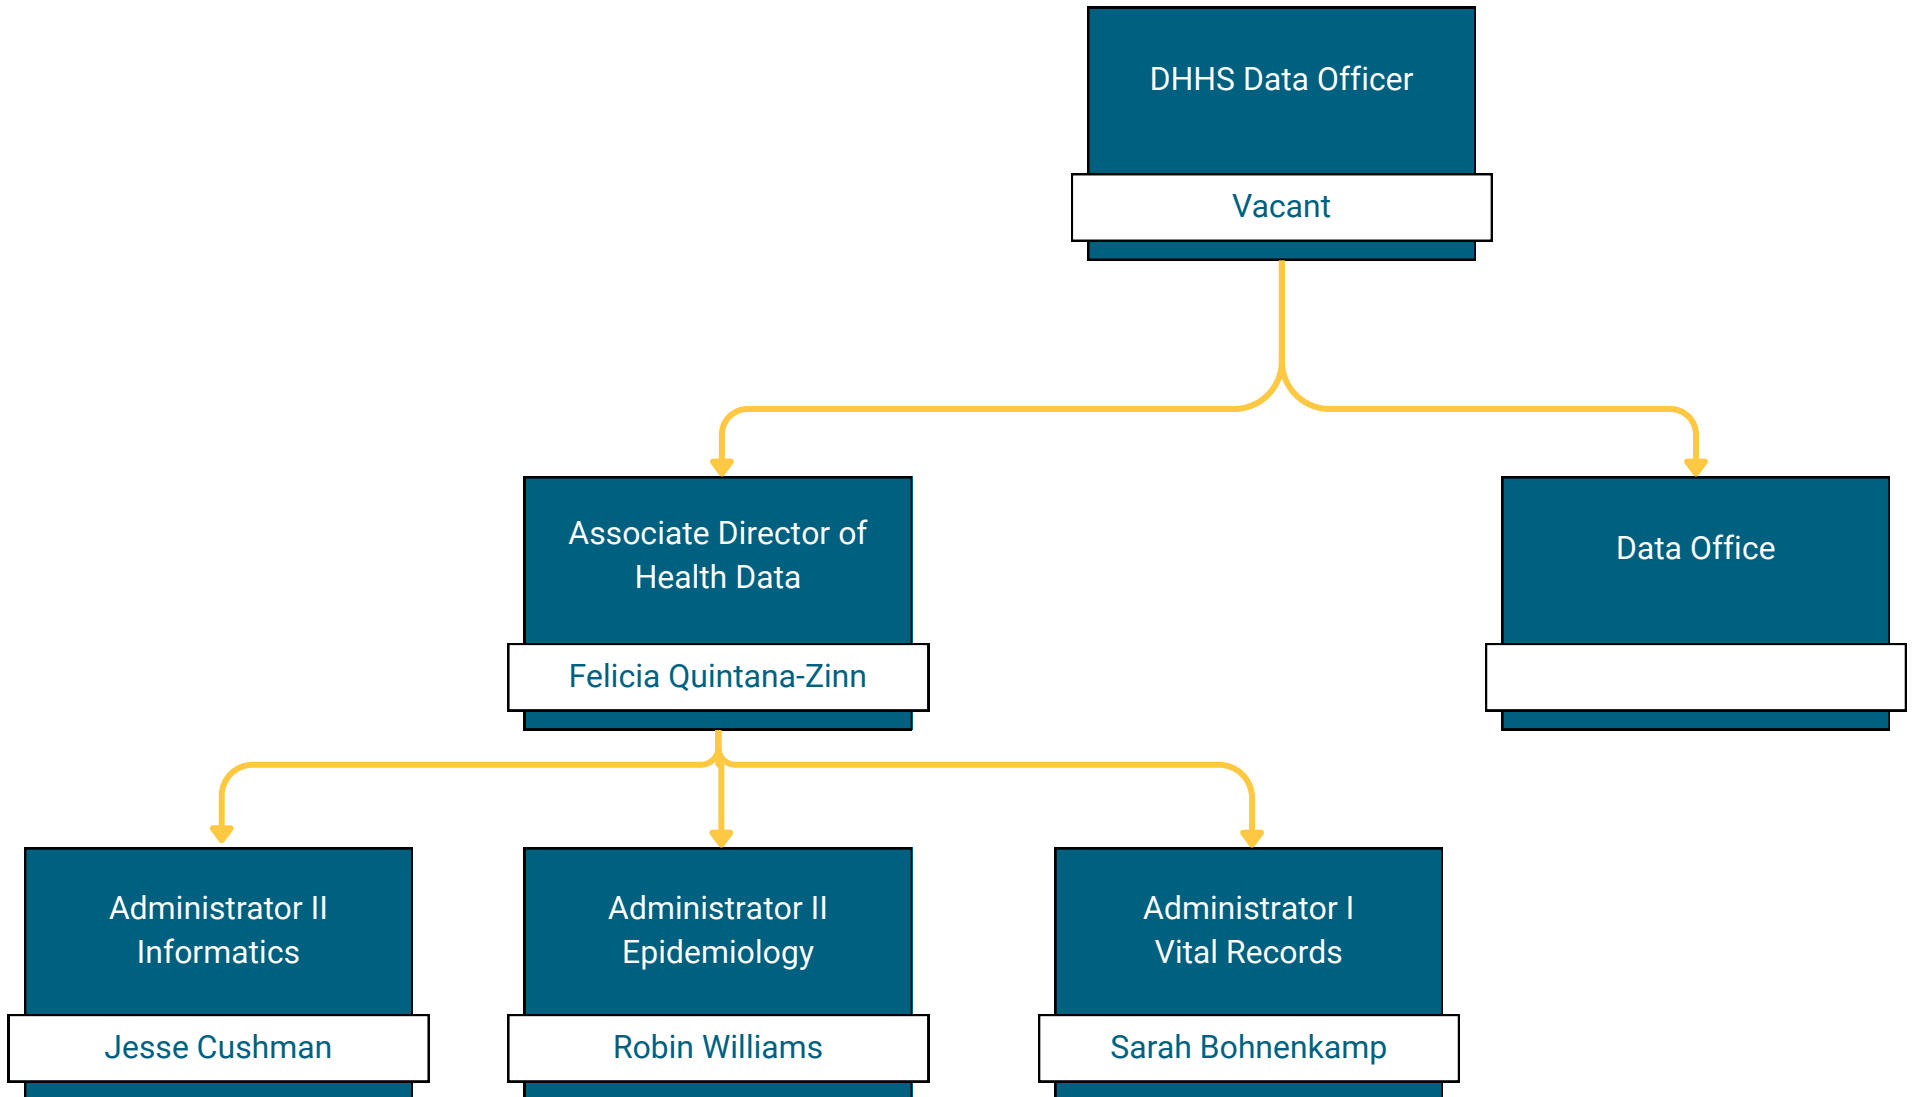 DHHS Data Officer
Vacant
Associate Director of
Health Data
Felicia Quintana-Zinn
Data Office
Administrator II
Informatics
Jesse Cushman
Administrator II
Epidemiology
Robin Williams
Administrator I
Vital Records
Sarah Bohnenkamp